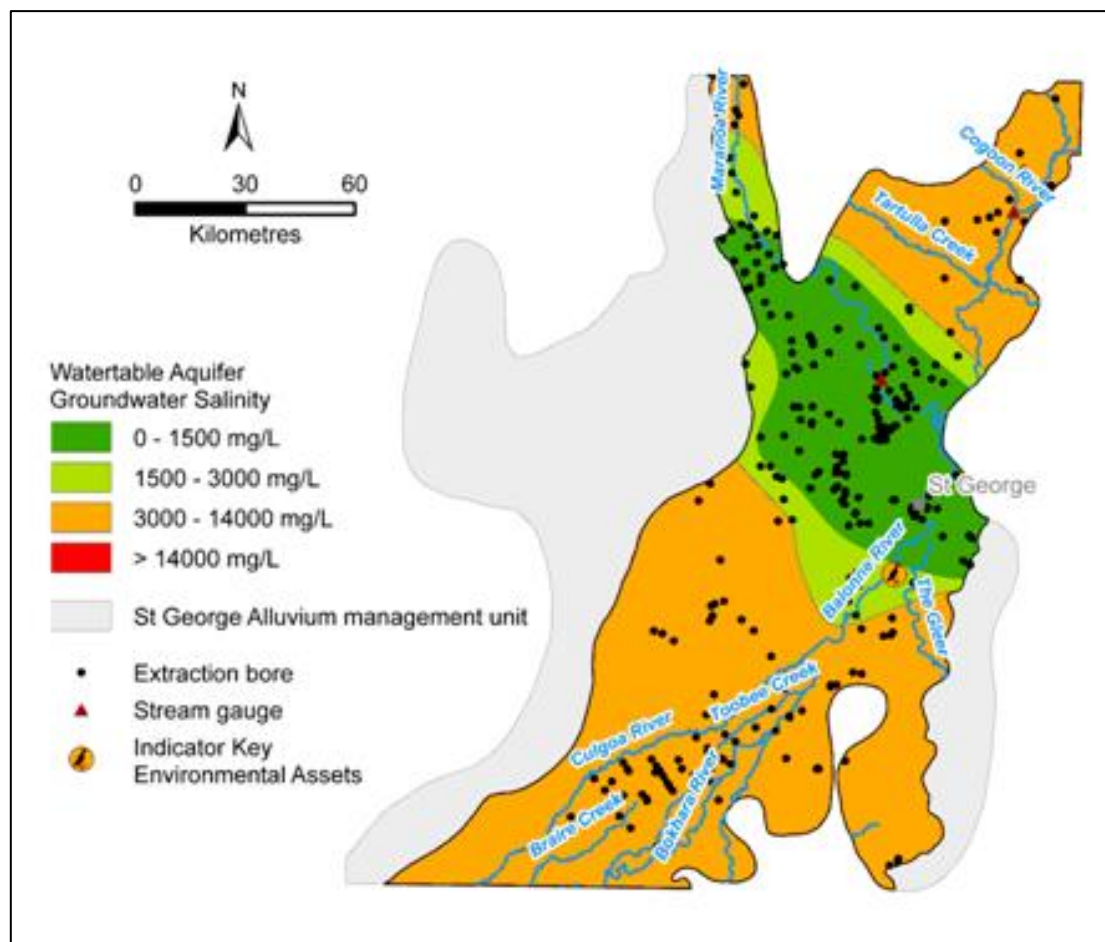 N
0 30 60
Kilometres
Maranoa River
Cogoon River
Tartulla Creek
Watertable Aquifer
Groundwater Salinity
0 - 1500 mg/L
1500 - 3000 mg/L
3000 - 14000 mg/L
> 14000 mg/L
St George
St George Alluvium management unit
Balonne River
The Gleer
Extraction bore
Stream gauge
Indicator Key
Environmental Assets
Toobee Creek
Culgoa River
Braire Creek
Bokhara River